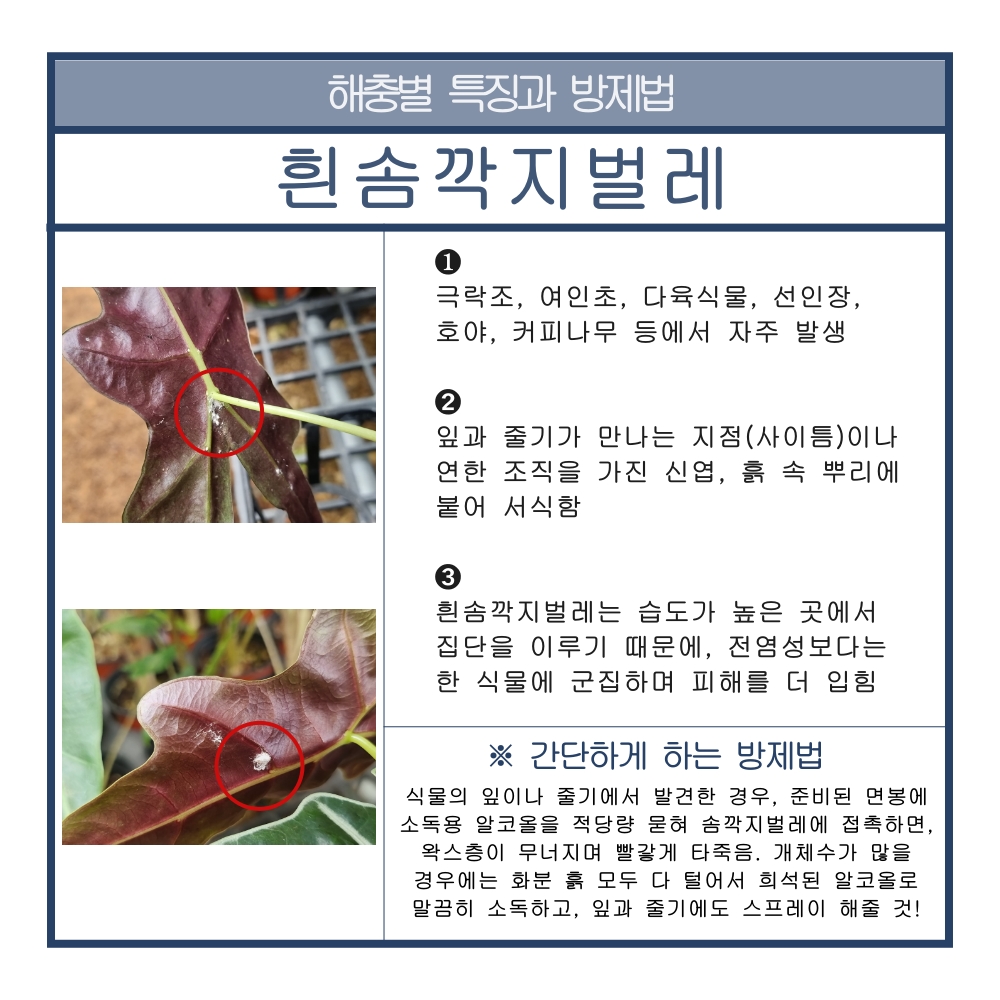 해충별 특징과 방제법
흰솜깍지벌레
❶
극락조, 여인초, 다육식물, 선인장,
호야, 커피나무 등에서 자주 발생
❷
잎과 줄기가 만나는 지점(사이틈)이나
연한 조직을 가진 신엽, 흙 속 뿌리에
붙어 서식함
❸
흰솜깍지벌레는 습도가 높은 곳에서
집단을 이루기 때문에, 전염성보다는
한 식물에 군집하며 피해를 더 입힘
※ 간단하게 하는 방제법
식물의 잎이나 줄기에서 발견한 경우, 준비된 면봉에
소독용 알코올을 적당량 묻혀 솜깍지벌레에 접촉하면,
왁스층이 무너지며 빨갛게 타죽음. 개체수가 많을
경우에는 화분 흙 모두 다 털어서 희석된 알코올로
말끔히 소독하고, 잎과 줄기에도 스프레이 해줄 것!